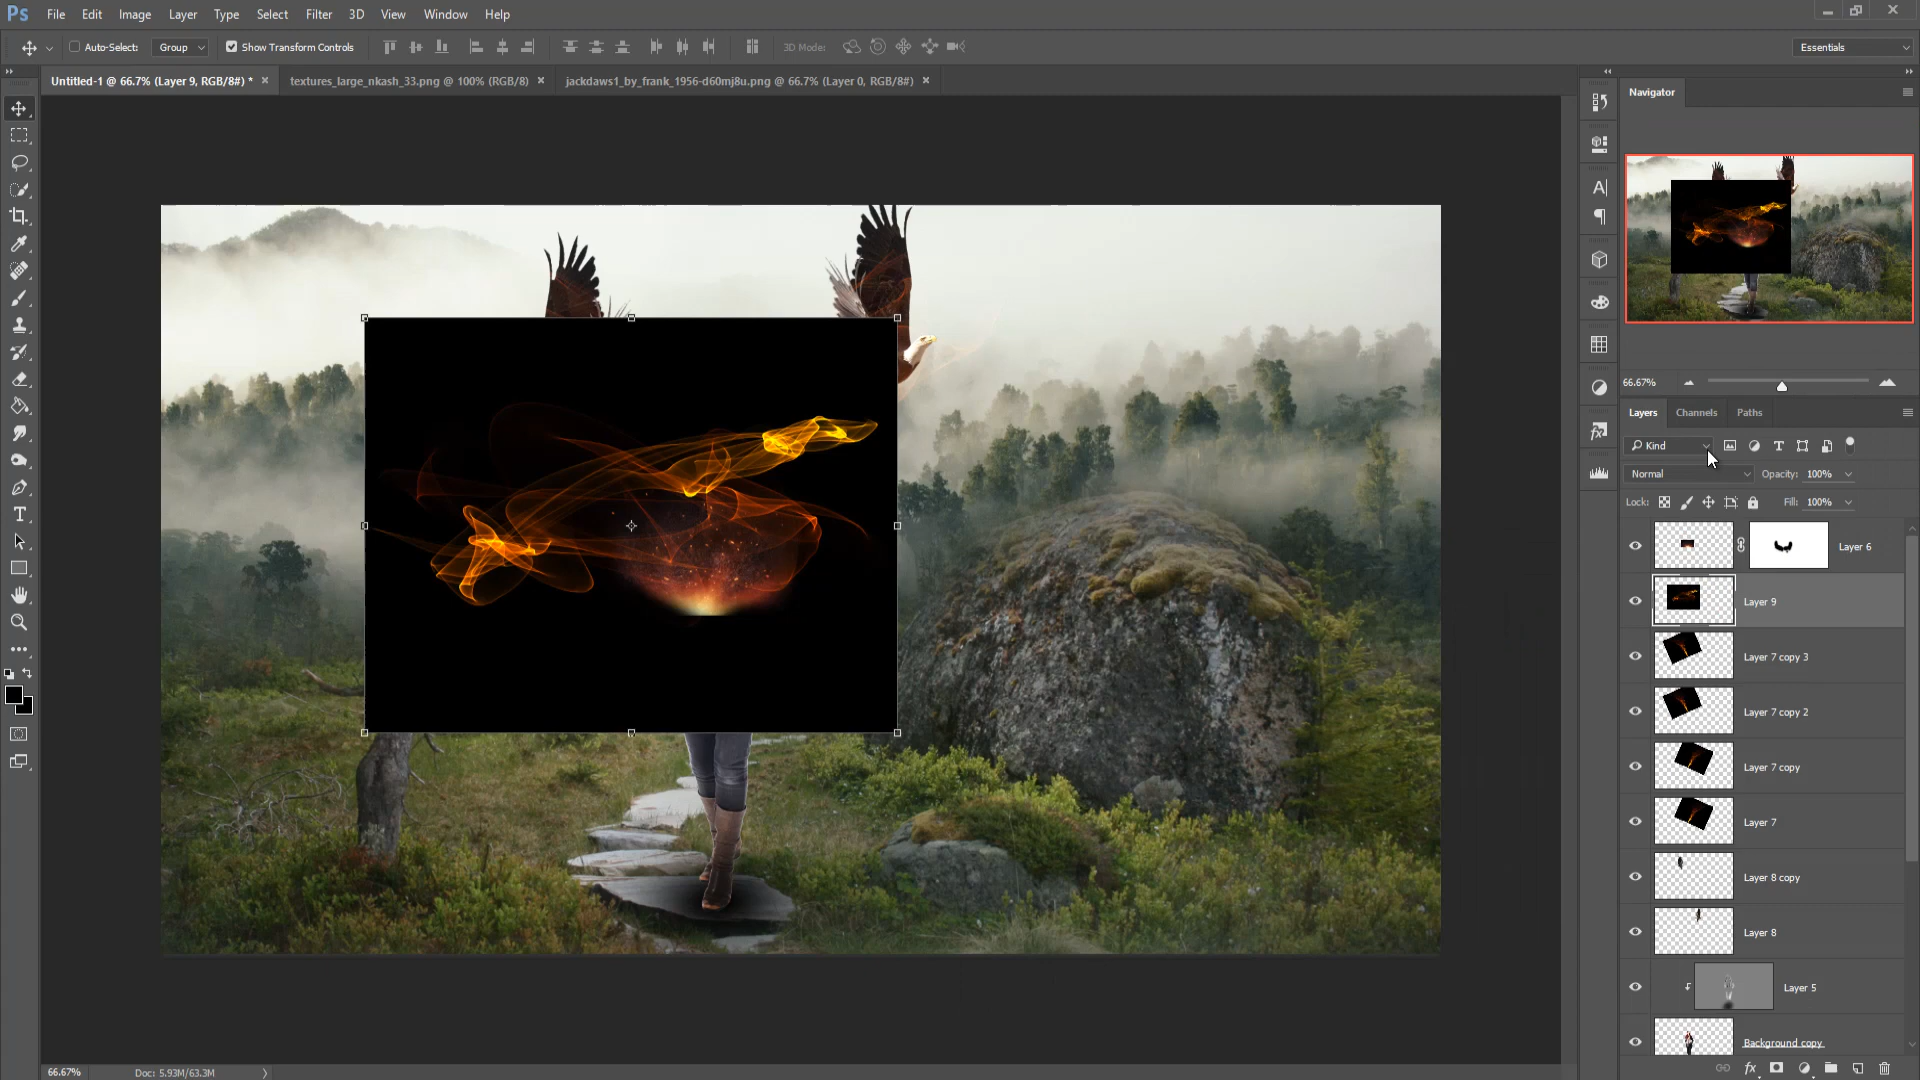 Ps File Edit Image Layer Type Select Filter 3D View Window Help
Auto-Select: Group Show Transform Controls 3D Mode: Essentials
Untitled-1 @ 66.7% (Layer 9, RGB/8#) * × textures_large_nkash_33.png @ 100% (RGB/8) × jackdaws1_by_frank_1956-d60mj8u.png @ 66.7% (Layer 0, RGB/8#) ×
Navigator
66.67%
Layers Channels Paths
Kind
Normal Opacity: 100%
Lock: Fill: 100%
Layer 6
Layer 9
Layer 7 copy 3
Layer 7 copy 2
Layer 7 copy
Layer 7
Layer 8 copy
Layer 8
Layer 5
Background copy
66.67% Doc: 5.93M/63.3M